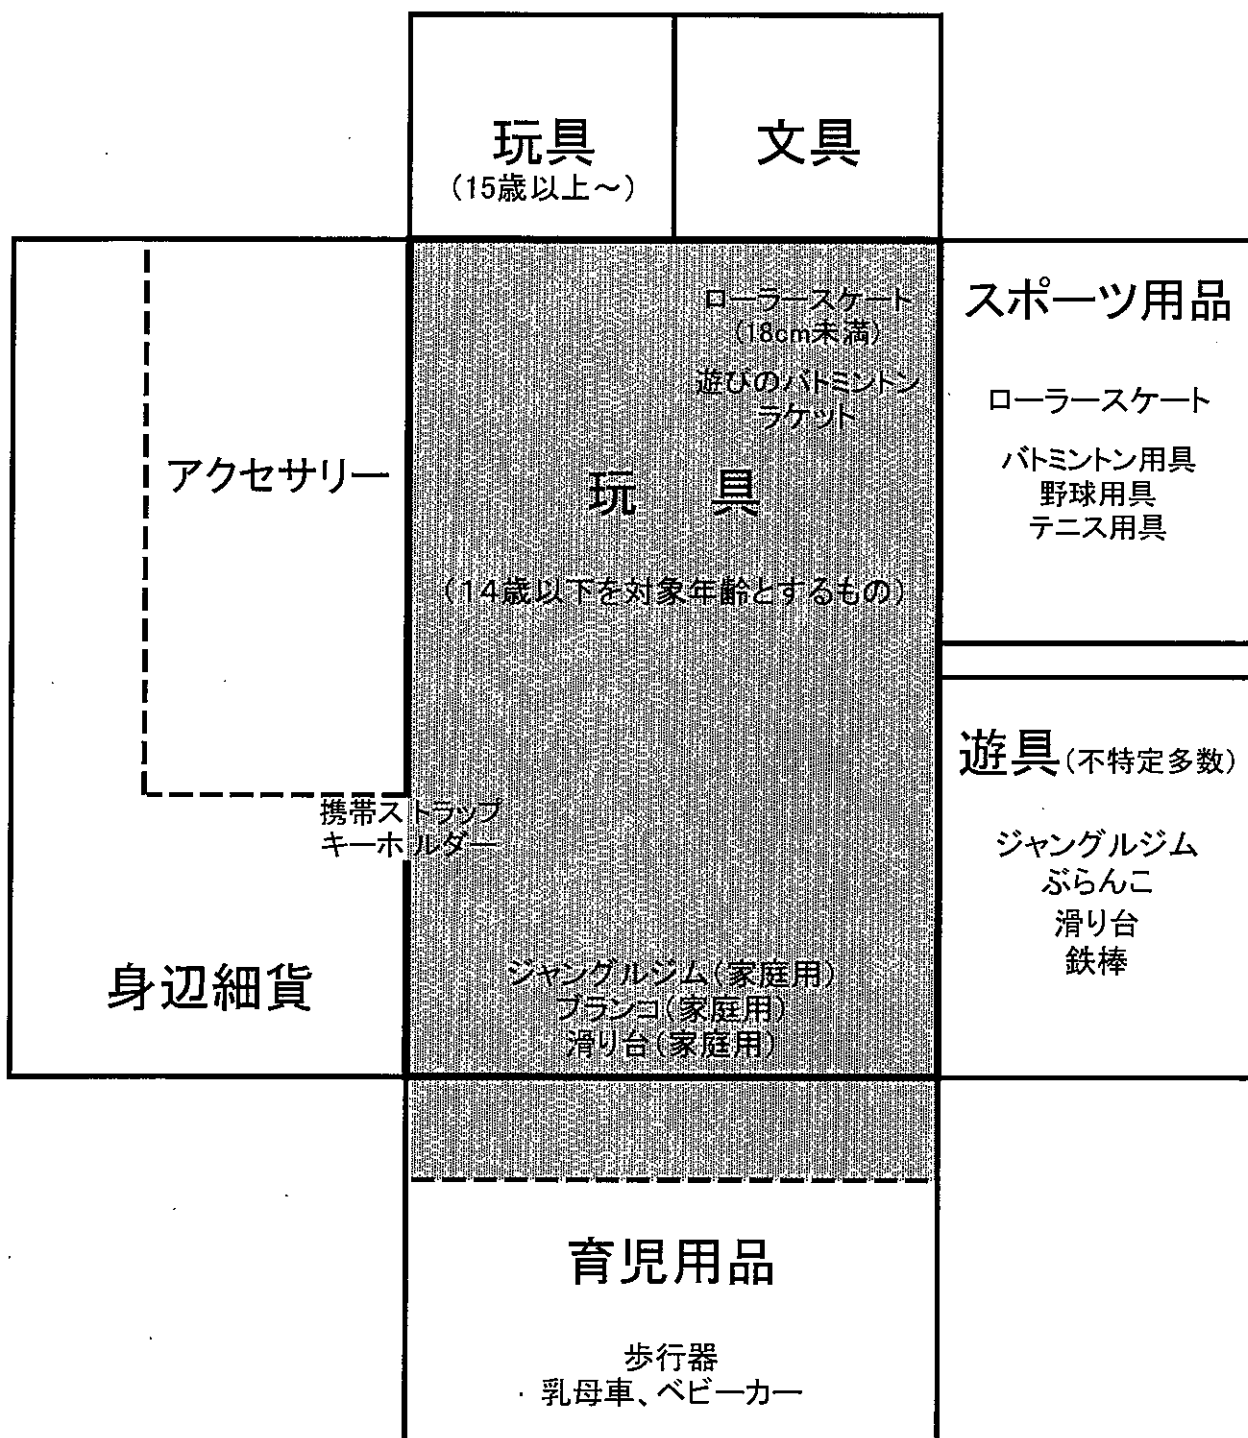 玩具
(15歳以上～)
文具
ローラースケート
(18cm未満)
遊びのバトミントン
ラケット
スポーツ用品
ローラースケート
バトミントン用具
野球用具
テニス用具
アクセサリー
玩 具
(14歳以下を対象年齢とするもの)
遊具(不特定多数)
ジャングルジム
ぶらんこ
滑り台
鉄棒
携帯ストラップ
キーホルダー
身辺細貨
ジャングルジム(家庭用)
ブランコ(家庭用)
滑り台(家庭用)
育児用品
歩行器
乳母車、ベビーカー